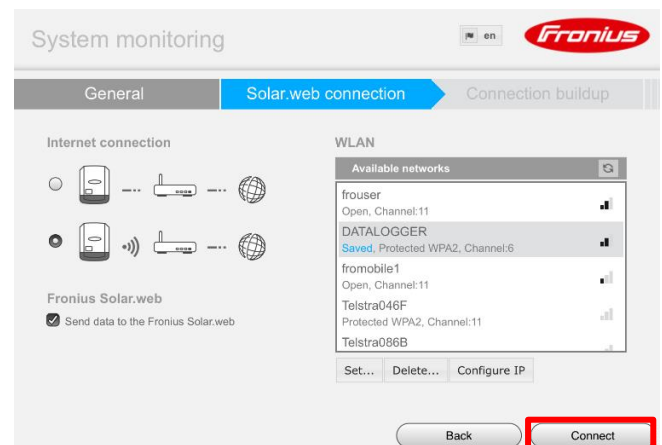 System monitoring
en
Fronius
General
Solar.web connection
Connection buildup
Internet connection
Fronius Solar.web
Send data to the Fronius Solar.web
WLAN
Available networks
frouser
Open, Channel:11
DATALOGGER
Saved, Protected WPA2, Channel:6
fromobile1
Open, Channel:11
Telstra046F
Protected WPA2, Channel:11
Telstra086B
Set... Delete... Configure IP
Back Connect